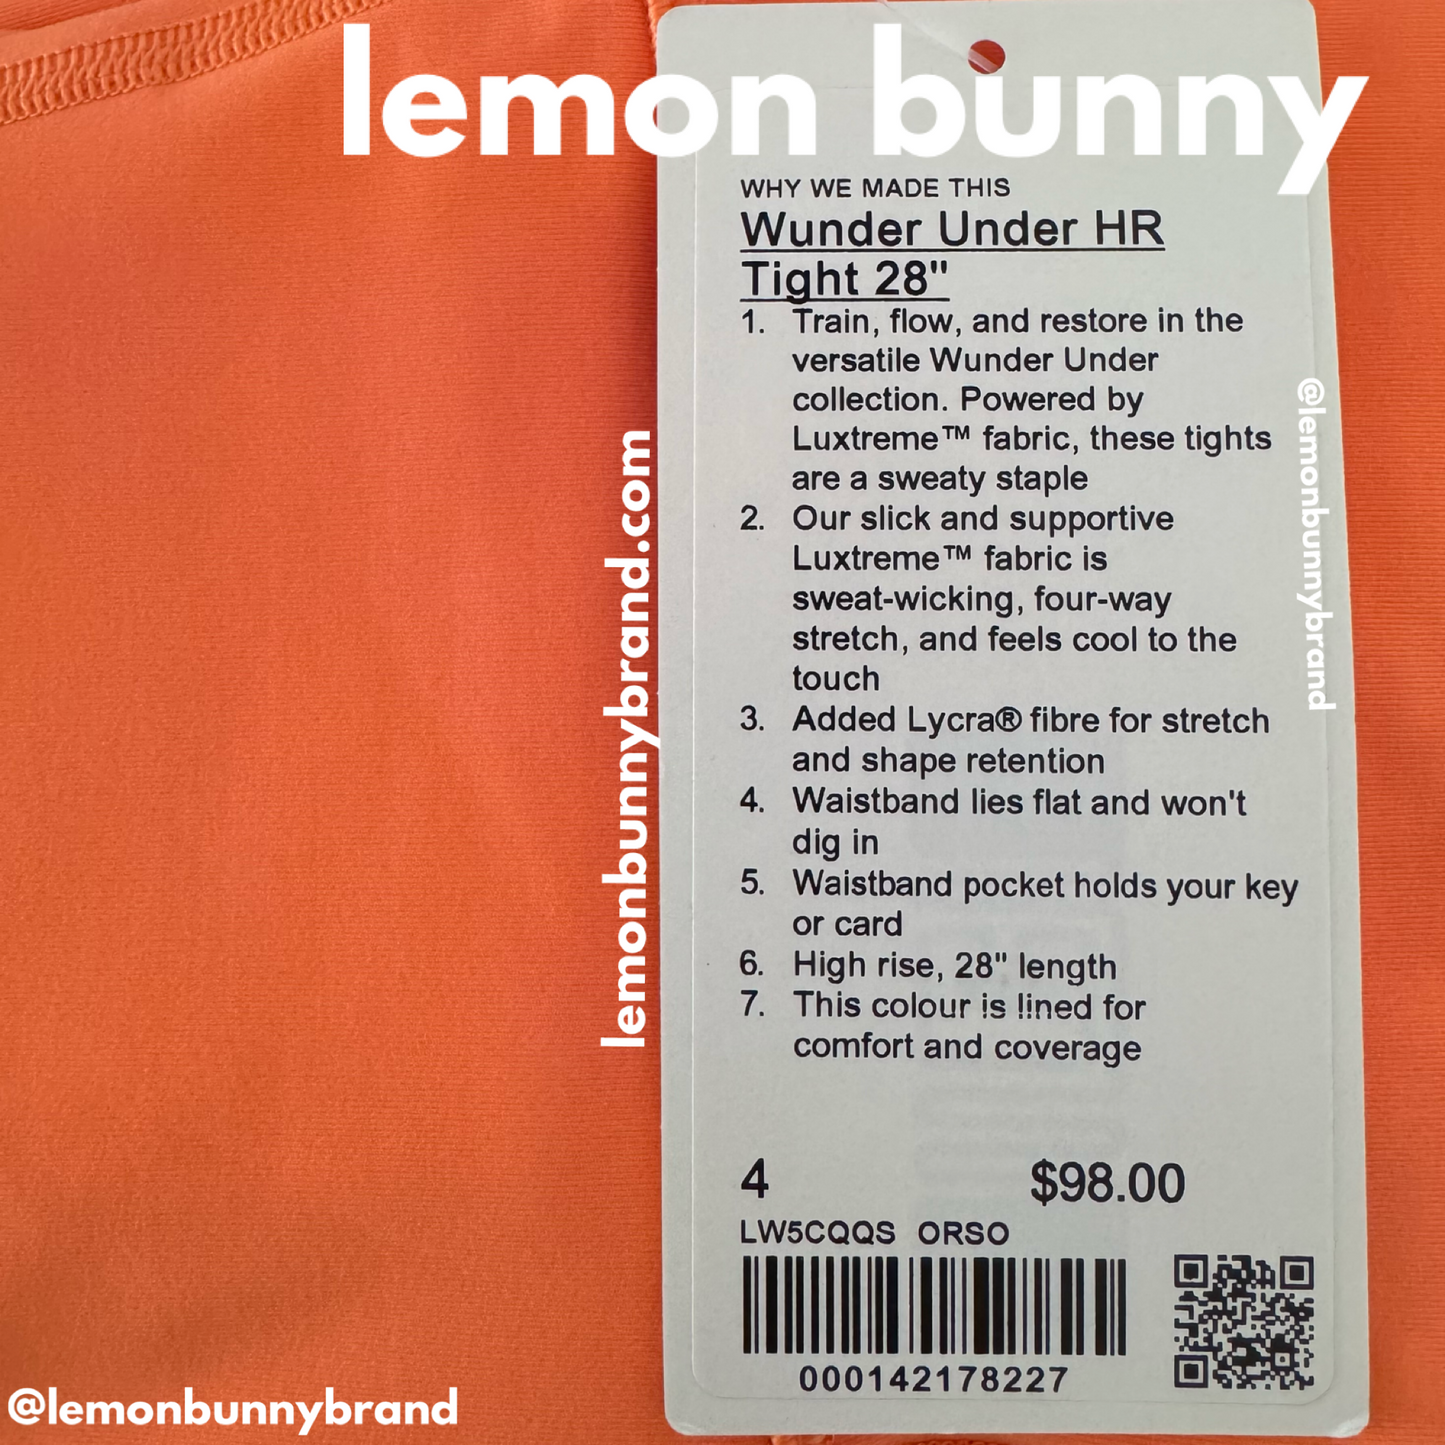 lemon bunny
WHY WE MADE THIS
Wunder Under HR
Tight 28"
1. Train, flow, and restore in the
versatile Wunder Under
collection. Powered by
Luxtreme™ fabric, these tights
are a sweaty staple
2. Our slick and supportive
Luxtreme™ fabric is
sweat-wicking, four-way
stretch, and feels cool to the
touch
3. Added Lycra® fibre for stretch
and shape retention
4. Waistband lies flat and won't
dig in
5. Waistband pocket holds your key
or card
6. High rise, 28" length
7. This colour is lined for
comfort and coverage
4 $98.00
LW5CQQS ORSO
000142178227
lemonbunnybrand.com
@lemonbunnybrand
@lemonbunnybrand